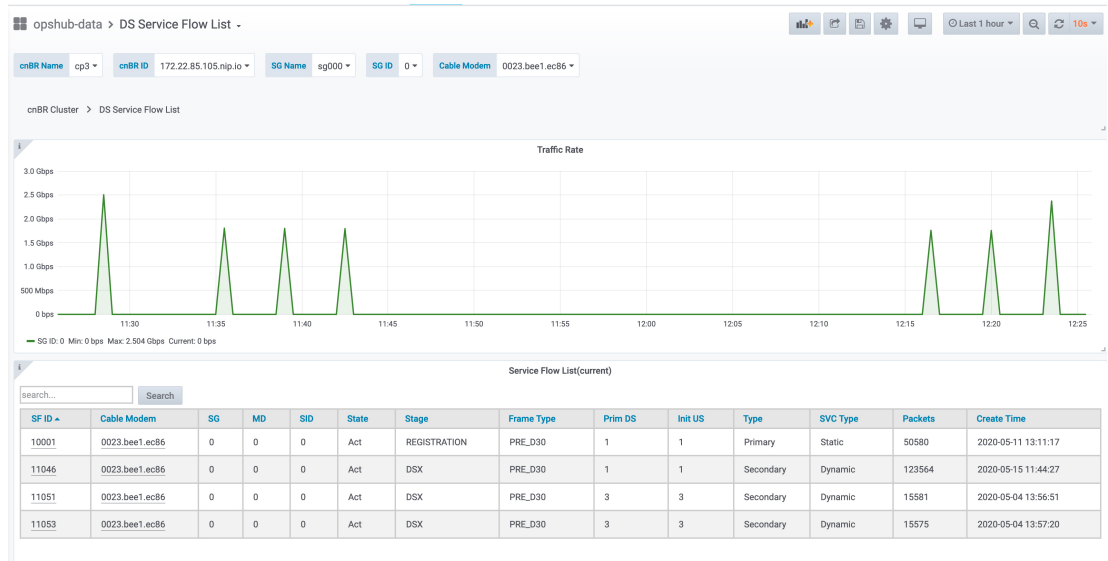 opshub-data > DS Service Flow List
Last 1 hour 10s
cnBR Name cp3 cnBR ID 172.22.85.105.nip.io SG Name sg000 SG ID 0 Cable Modem 0023.bee1.ec86
cnBR Cluster > DS Service Flow List
i
Traffic Rate
3.0 Gbps
2.5 Gbps
2.0 Gbps
1.5 Gbps
1.0 Gbps
500 Mbps
0 bps
11:30 11:35 11:40 11:45 11:50 11:55 12:00 12:05 12:10 12:15 12:20 12:25
SG ID: 0 Min: 0 bps Max: 2.504 Gbps Current: 0 bps
i
Service Flow List(current)
search... Search
SF ID Cable Modem SG MD SID State Stage Frame Type Prim DS Init US Type SVC Type Packets Create Time
10001 0023.bee1.ec86 0 0 0 Act REGISTRATION PRE_D30 1 1 Primary Static 50580 2020-05-11 13:11:17
11046 0023.bee1.ec86 0 0 0 Act DSX PRE_D30 1 1 Secondary Dynamic 123564 2020-05-15 11:44:27
11051 0023.bee1.ec86 0 0 0 Act DSX PRE_D30 3 3 Secondary Dynamic 15581 2020-05-04 13:56:51
11053 0023.bee1.ec86 0 0 0 Act DSX PRE_D30 3 3 Secondary Dynamic 15575 2020-05-04 13:57:20